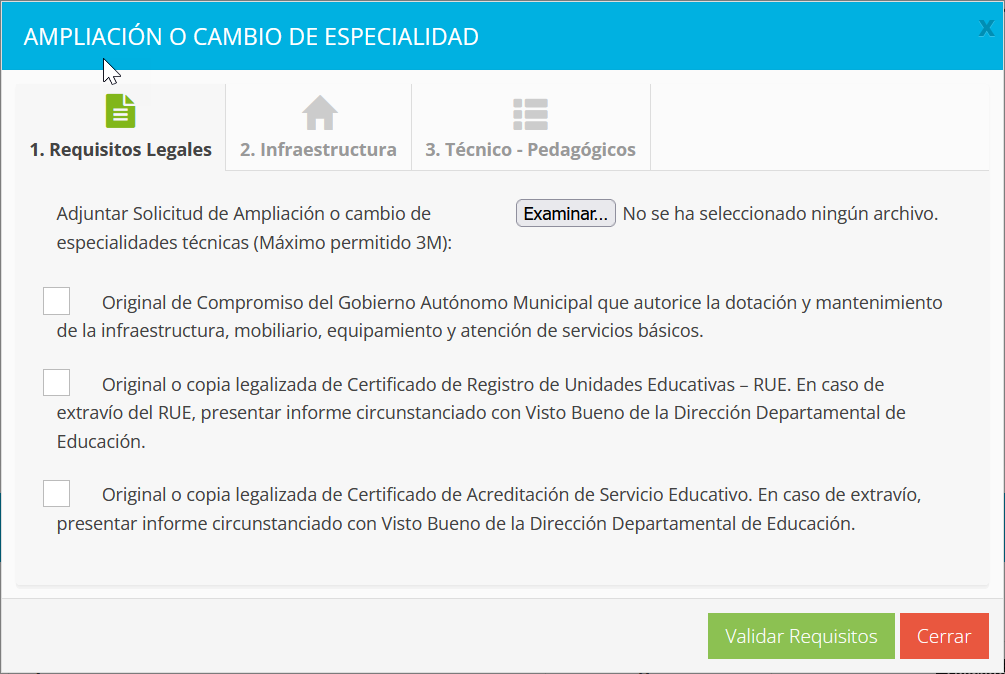 AMPLIACIÓN O CAMBIO DE ESPECIALIDAD
X
1. Requisitos Legales
2. Infraestructura
3. Técnico - Pedagógicos
Adjuntar Solicitud de Ampliación o cambio de
especialidades técnicas (Máximo permitido 3M):
Examinar... No se ha seleccionado ningún archivo.
Original de Compromiso del Gobierno Autónomo Municipal que autorice la dotación y mantenimiento
de la infraestructura, mobiliario, equipamiento y atención de servicios básicos.
Original o copia legalizada de Certificado de Registro de Unidades Educativas – RUE. En caso de
extravío del RUE, presentar informe circunstanciado con Visto Bueno de la Dirección Departamental de
Educación.
Original o copia legalizada de Certificado de Acreditación de Servicio Educativo. En caso de extravío,
presentar informe circunstanciado con Visto Bueno de la Dirección Departamental de Educación.
Validar Requisitos
Cerrar